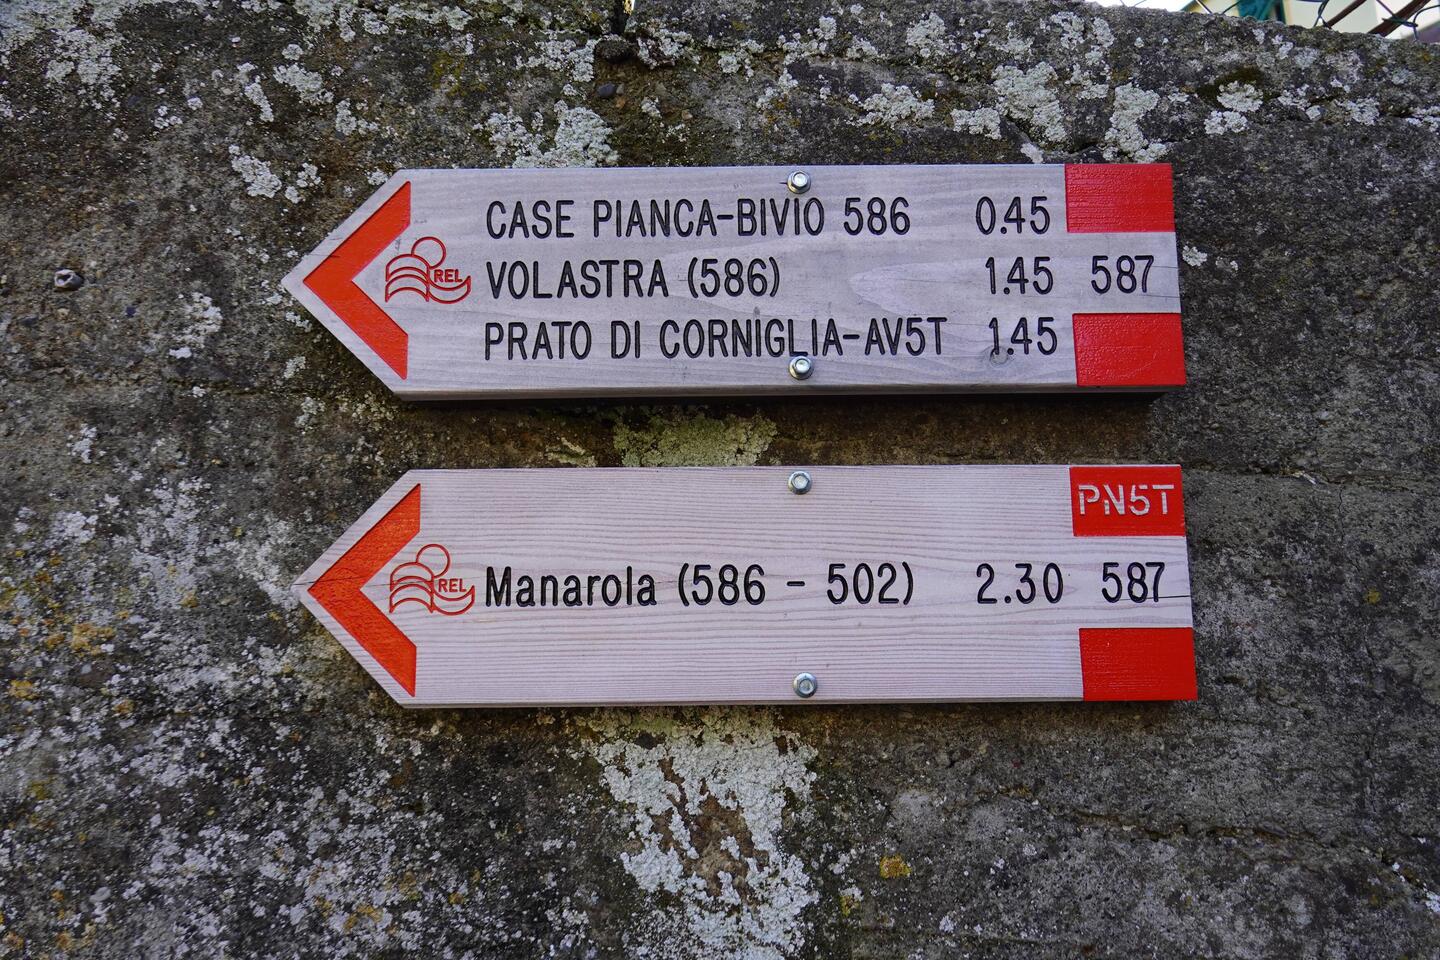 CASE PIANCA-BIVIO 586 0.45
REL VOLASTRA (586) 1.45 587
PRATO DI CORNIGLIA-AV5T 1.45
PN5T
REL Manarola (586 - 502) 2.30 587